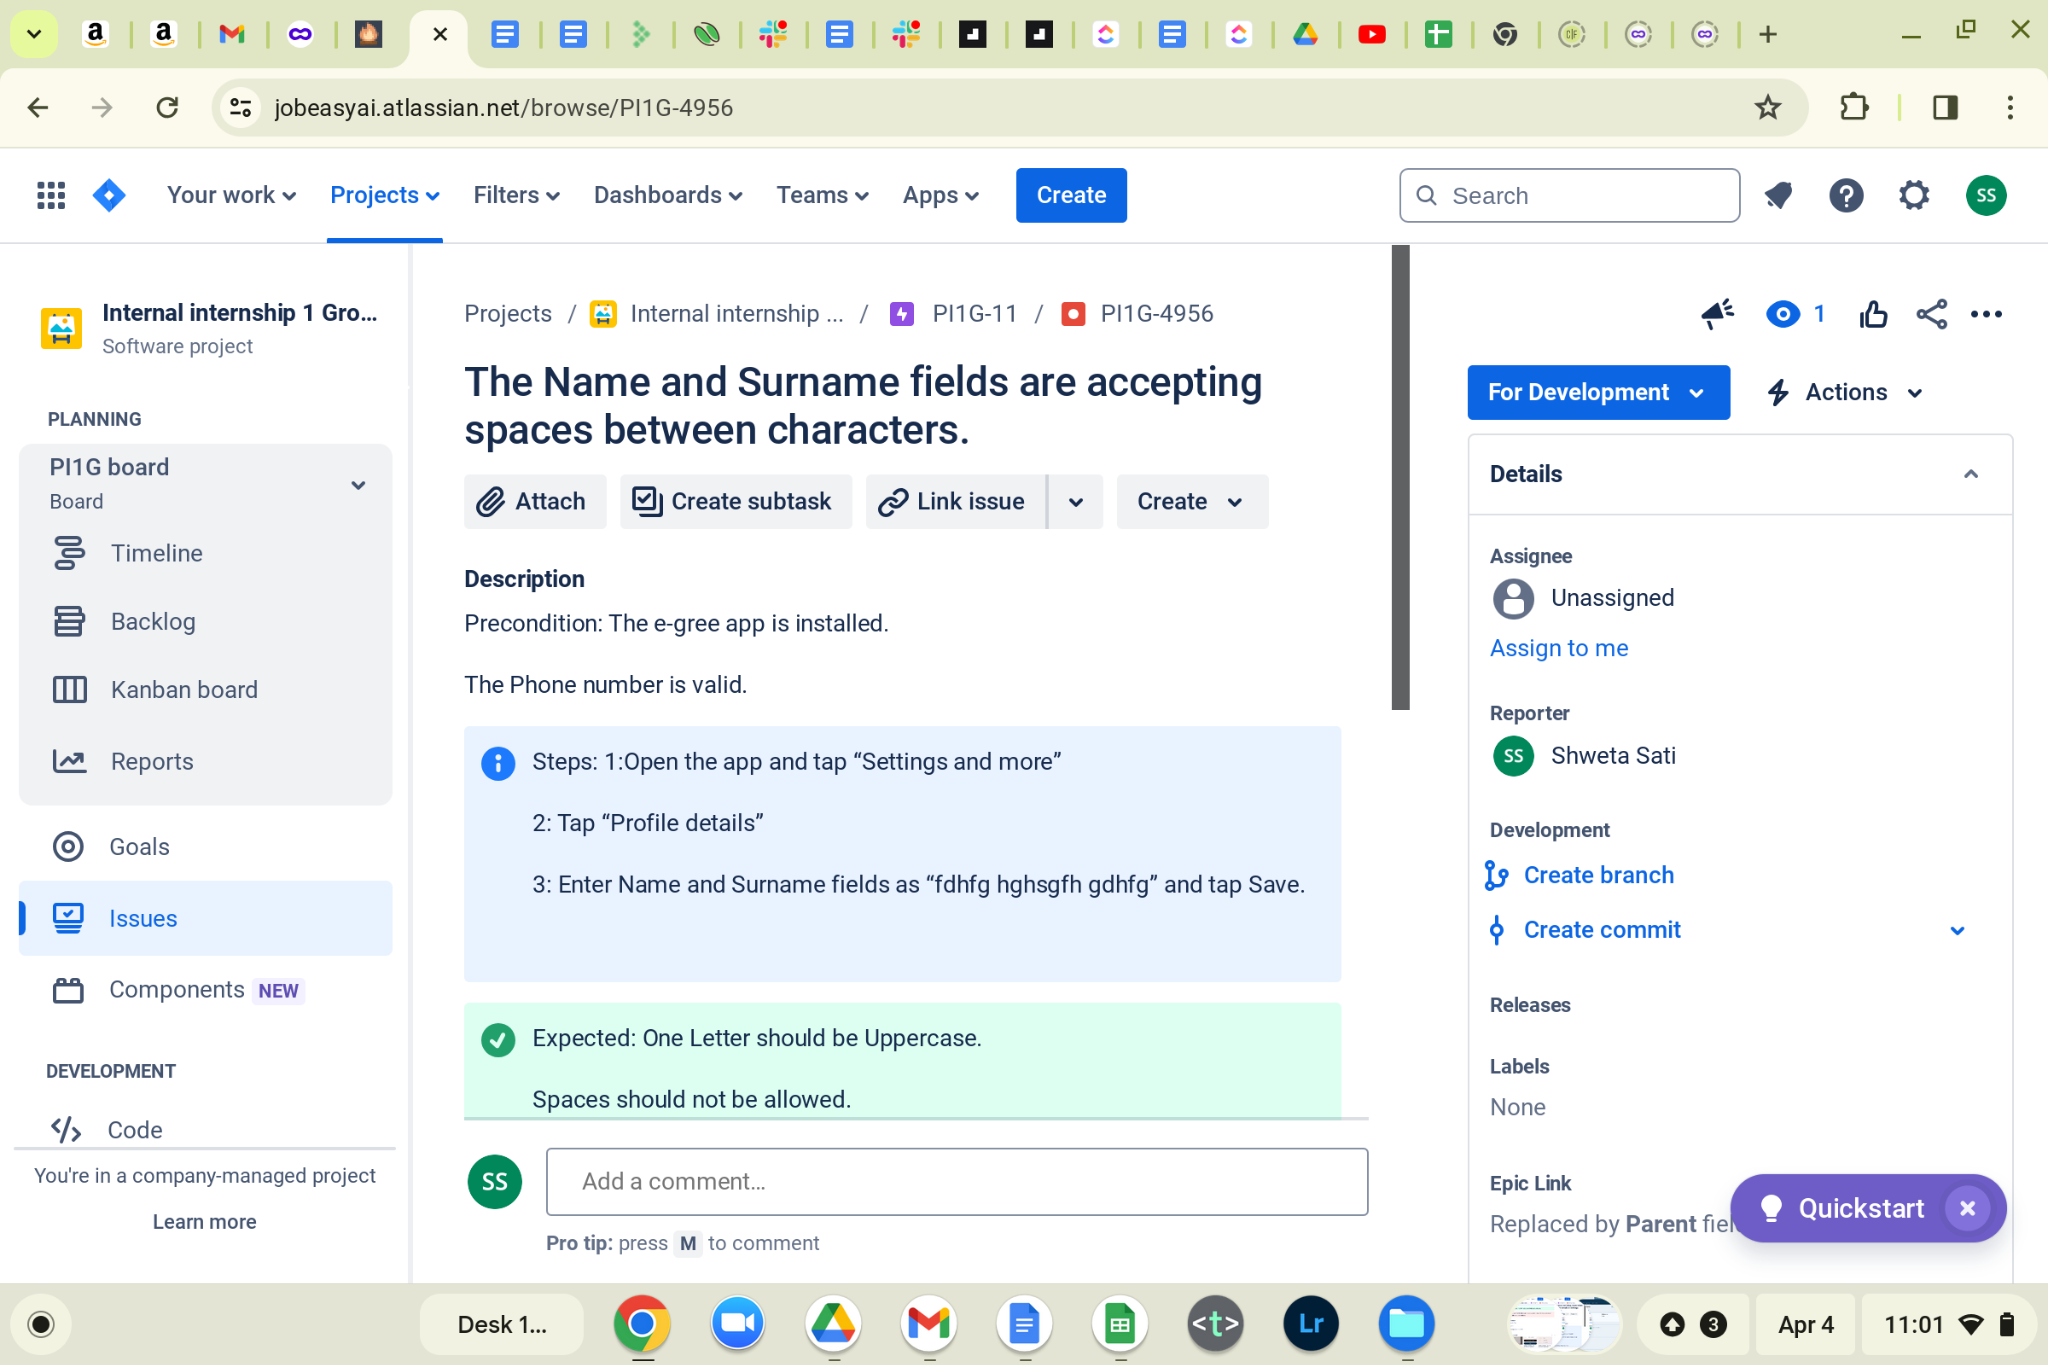 jobeasyai.atlassian.net/browse/PI1G-4956
Your work
Projects
Filters
Dashboards
Teams
Apps
Create
Search
SS
Internal internship 1 Gro...
Software project
PLANNING
PI1G board
Board
Timeline
Backlog
Kanban board
Reports
Goals
Issues
Components NEW
DEVELOPMENT
Code
You're in a company-managed project
Learn more
Projects / Internal internship ... / PI1G-11 / PI1G-4956
The Name and Surname fields are accepting
spaces between characters.
Attach
Create subtask
Link issue
Create
Description
Precondition: The e-gree app is installed.
The Phone number is valid.
Steps: 1:Open the app and tap “Settings and more”
2: Tap “Profile details”
3: Enter Name and Surname fields as “fdhfg hghsgfh gdhfg” and tap Save.
Expected: One Letter should be Uppercase.
Spaces should not be allowed.
SS
Add a comment...
Pro tip: press M to comment
1
For Development
Actions
Details
Assignee
Unassigned
Assign to me
Reporter
SS Shweta Sati
Development
Create branch
Create commit
Releases
Labels
None
Epic Link
Replaced by Parent
Quickstart
Desk 1...
<t>
Lr
3
Apr 4
11:01